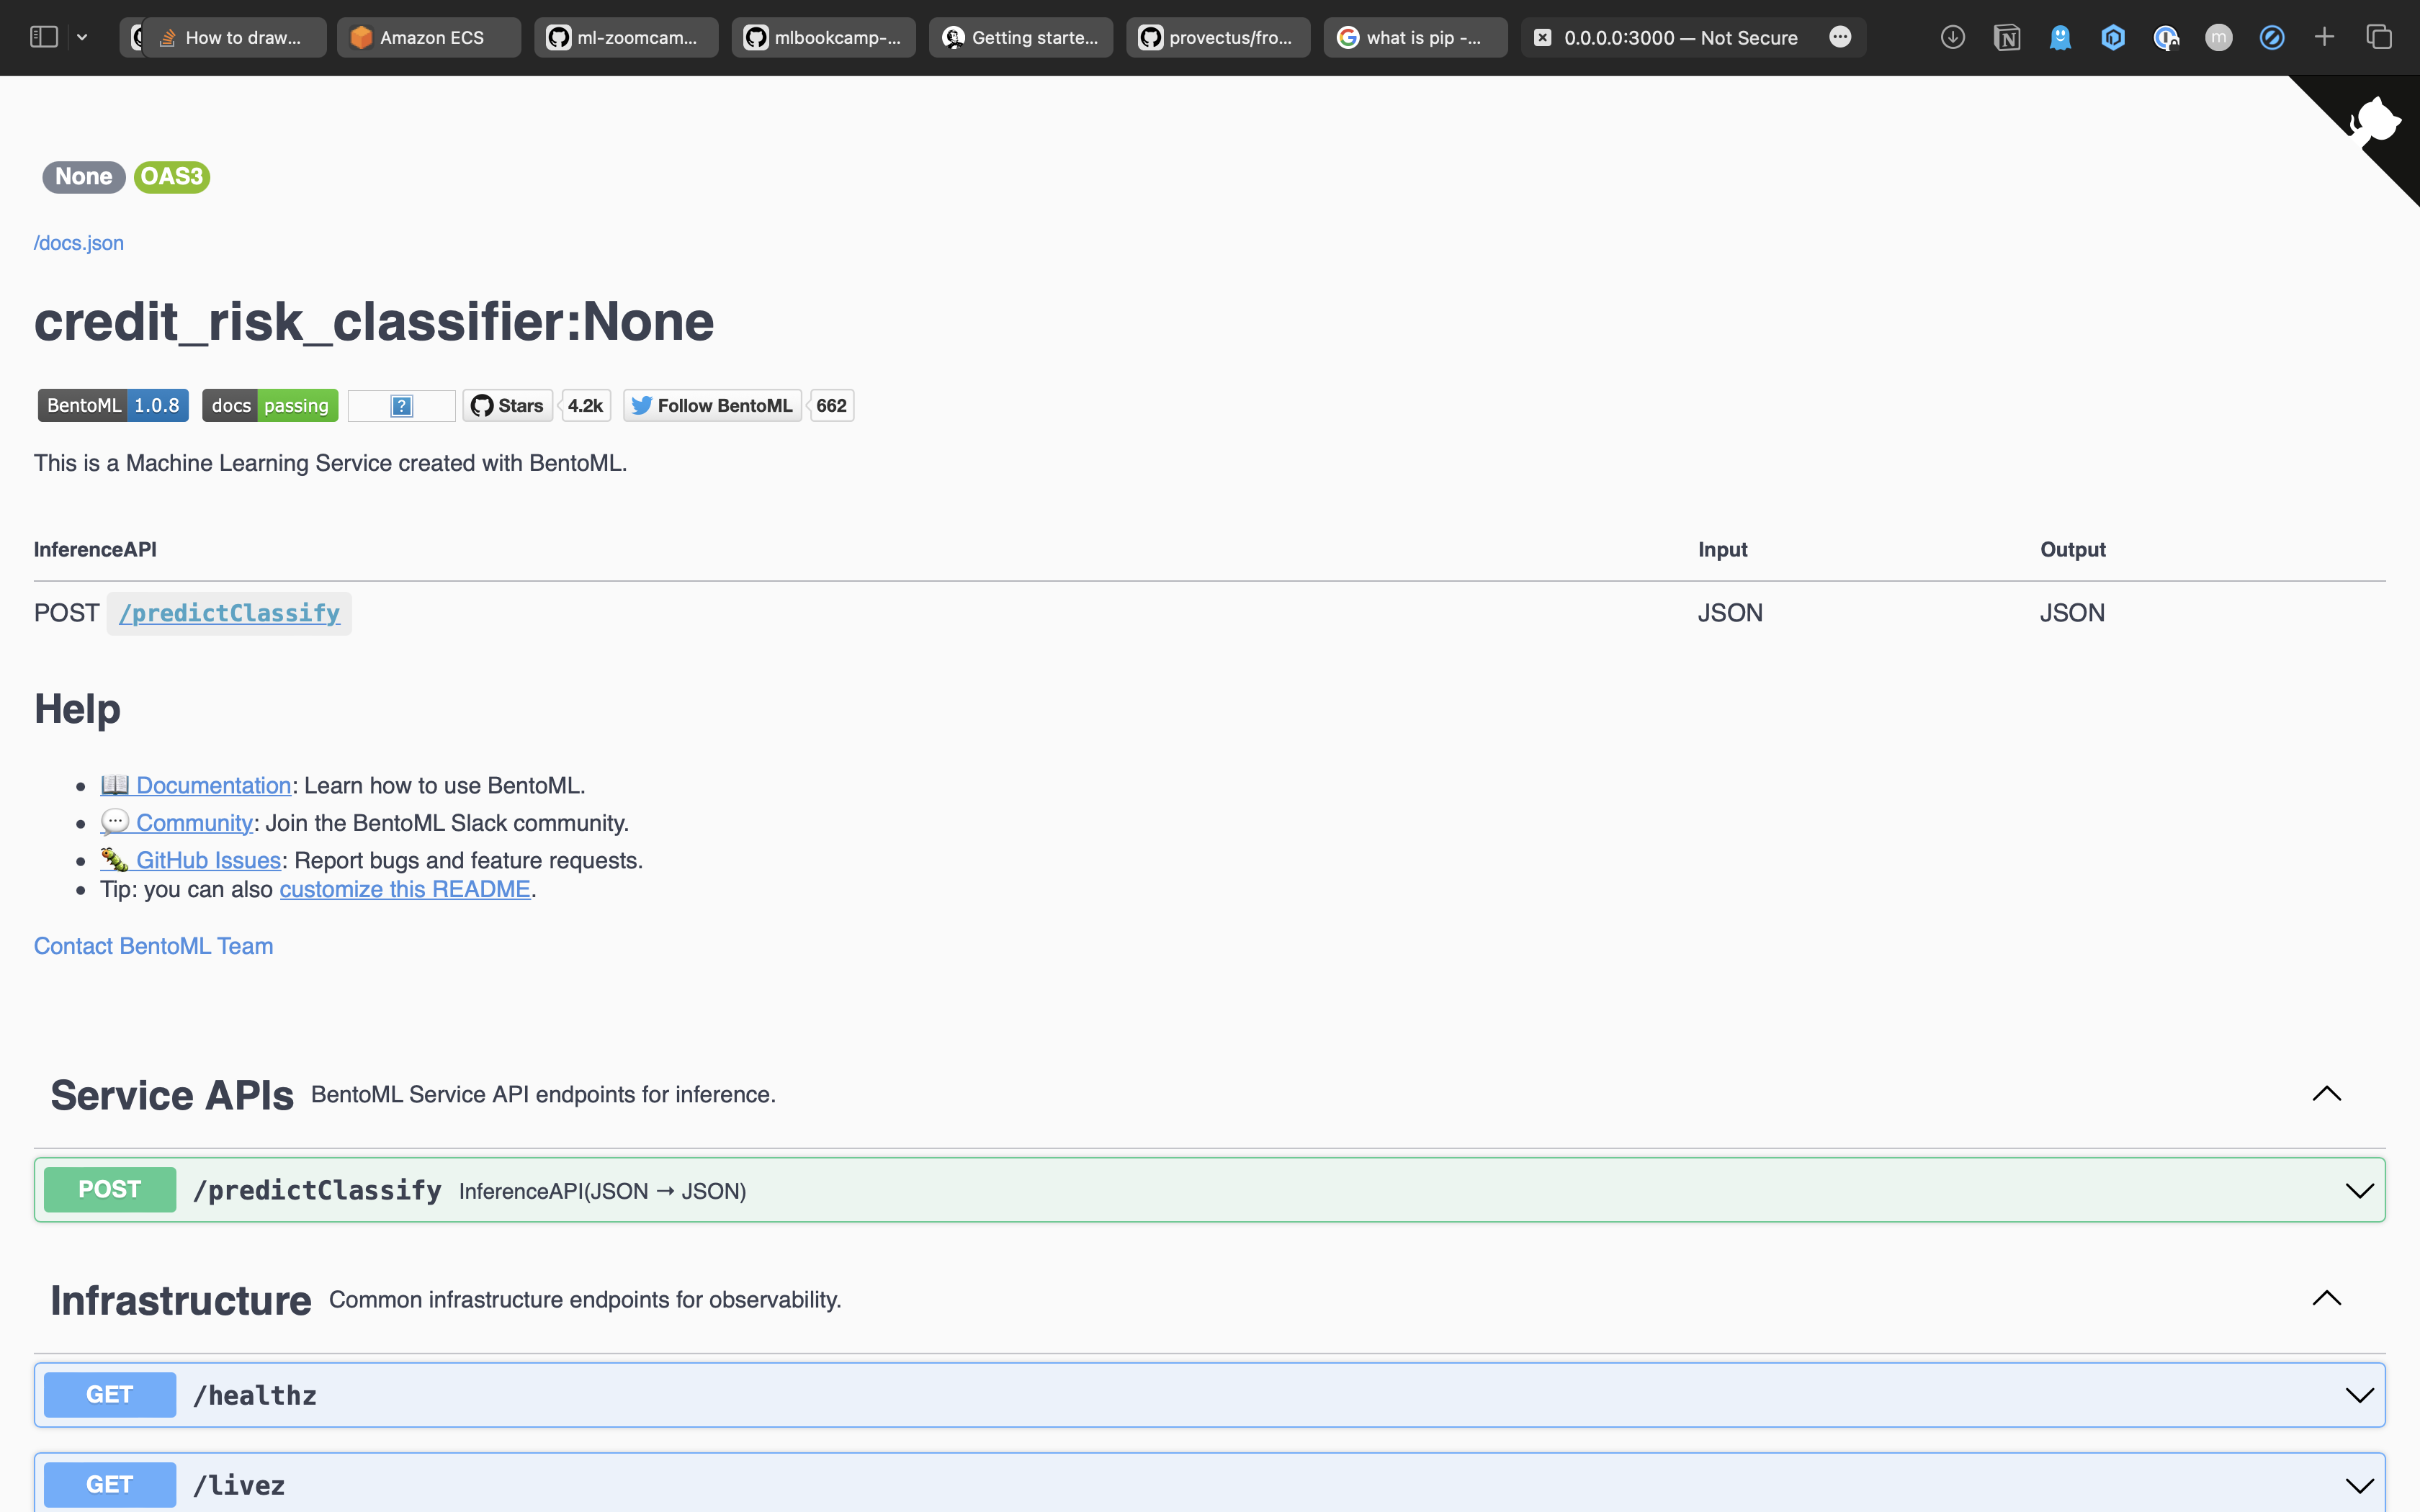 How to draw... Amazon ECS ml-zoomcam... mlbookcamp-... Getting starte... provectus/fro... what is pip -... 0.0.0.0:3000 — Not Secure m
None OAS3
/docs.json
credit_risk_classifier:None
BentoML 1.0.8 docs passing ? Stars 4.2k Follow BentoML 662
This is a Machine Learning Service created with BentoML.
InferenceAPI Input Output
POST /predictClassify JSON JSON
Help
Documentation: Learn how to use BentoML.
Community: Join the BentoML Slack community.
GitHub Issues: Report bugs and feature requests.
Tip: you can also customize this README.
Contact BentoML Team
Service APIs BentoML Service API endpoints for inference.
POST /predictClassify InferenceAPI(JSON → JSON)
Infrastructure Common infrastructure endpoints for observability.
GET /healthz
GET /livez